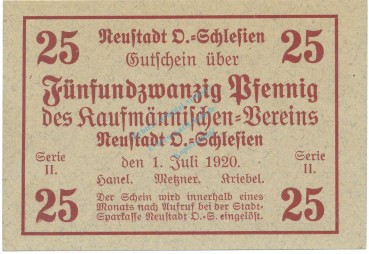 25 Neustadt O.-Schlesien 25
Gutschein über
Fünfundzwanzig Pfennig
des Kaufmännischen-Vereins
Neustadt O.-Schlesien
Serie II. den 1. Juli 1920. Serie II.
Hanel. Metzner. Kriebel.
25 Der Schein wird innerhalb eines 25
Monats nach Aufruf bei der Stadt-
Sparkasse Neustadt O.-S. eingelöst.